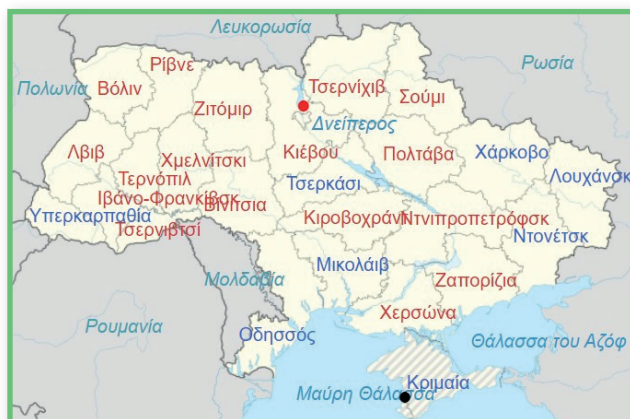 Λευκορωσία
Πολωνία
Ρωσία
Ρίβνε
Βόλιν
Ζιτόμιρ
Τσερνίχιβ
Σούμι
Δνείπερος
Λβιβ
Χμελνίτσκι
Κιέβου
Πολτάβα
Χάρκοβο
Λουχάνσκ
Τερνόπιλ
Τσερκάσι
Ιβάνο-Φρανκίβσκ
Βίνιτσια
Υπερκαρπαθία
Τσερνιβτσί
Κιροβοχράντ
Ντνιπροπετρόφσκ
Ντονέτσκ
Μολδαβία
Μικολάιβ
Ζαπορίζια
Χερσώνα
Ρουμανία
Οδησσός
Θάλασσα του Αζόφ
Μαύρη Θάλασσα
Κριμαία